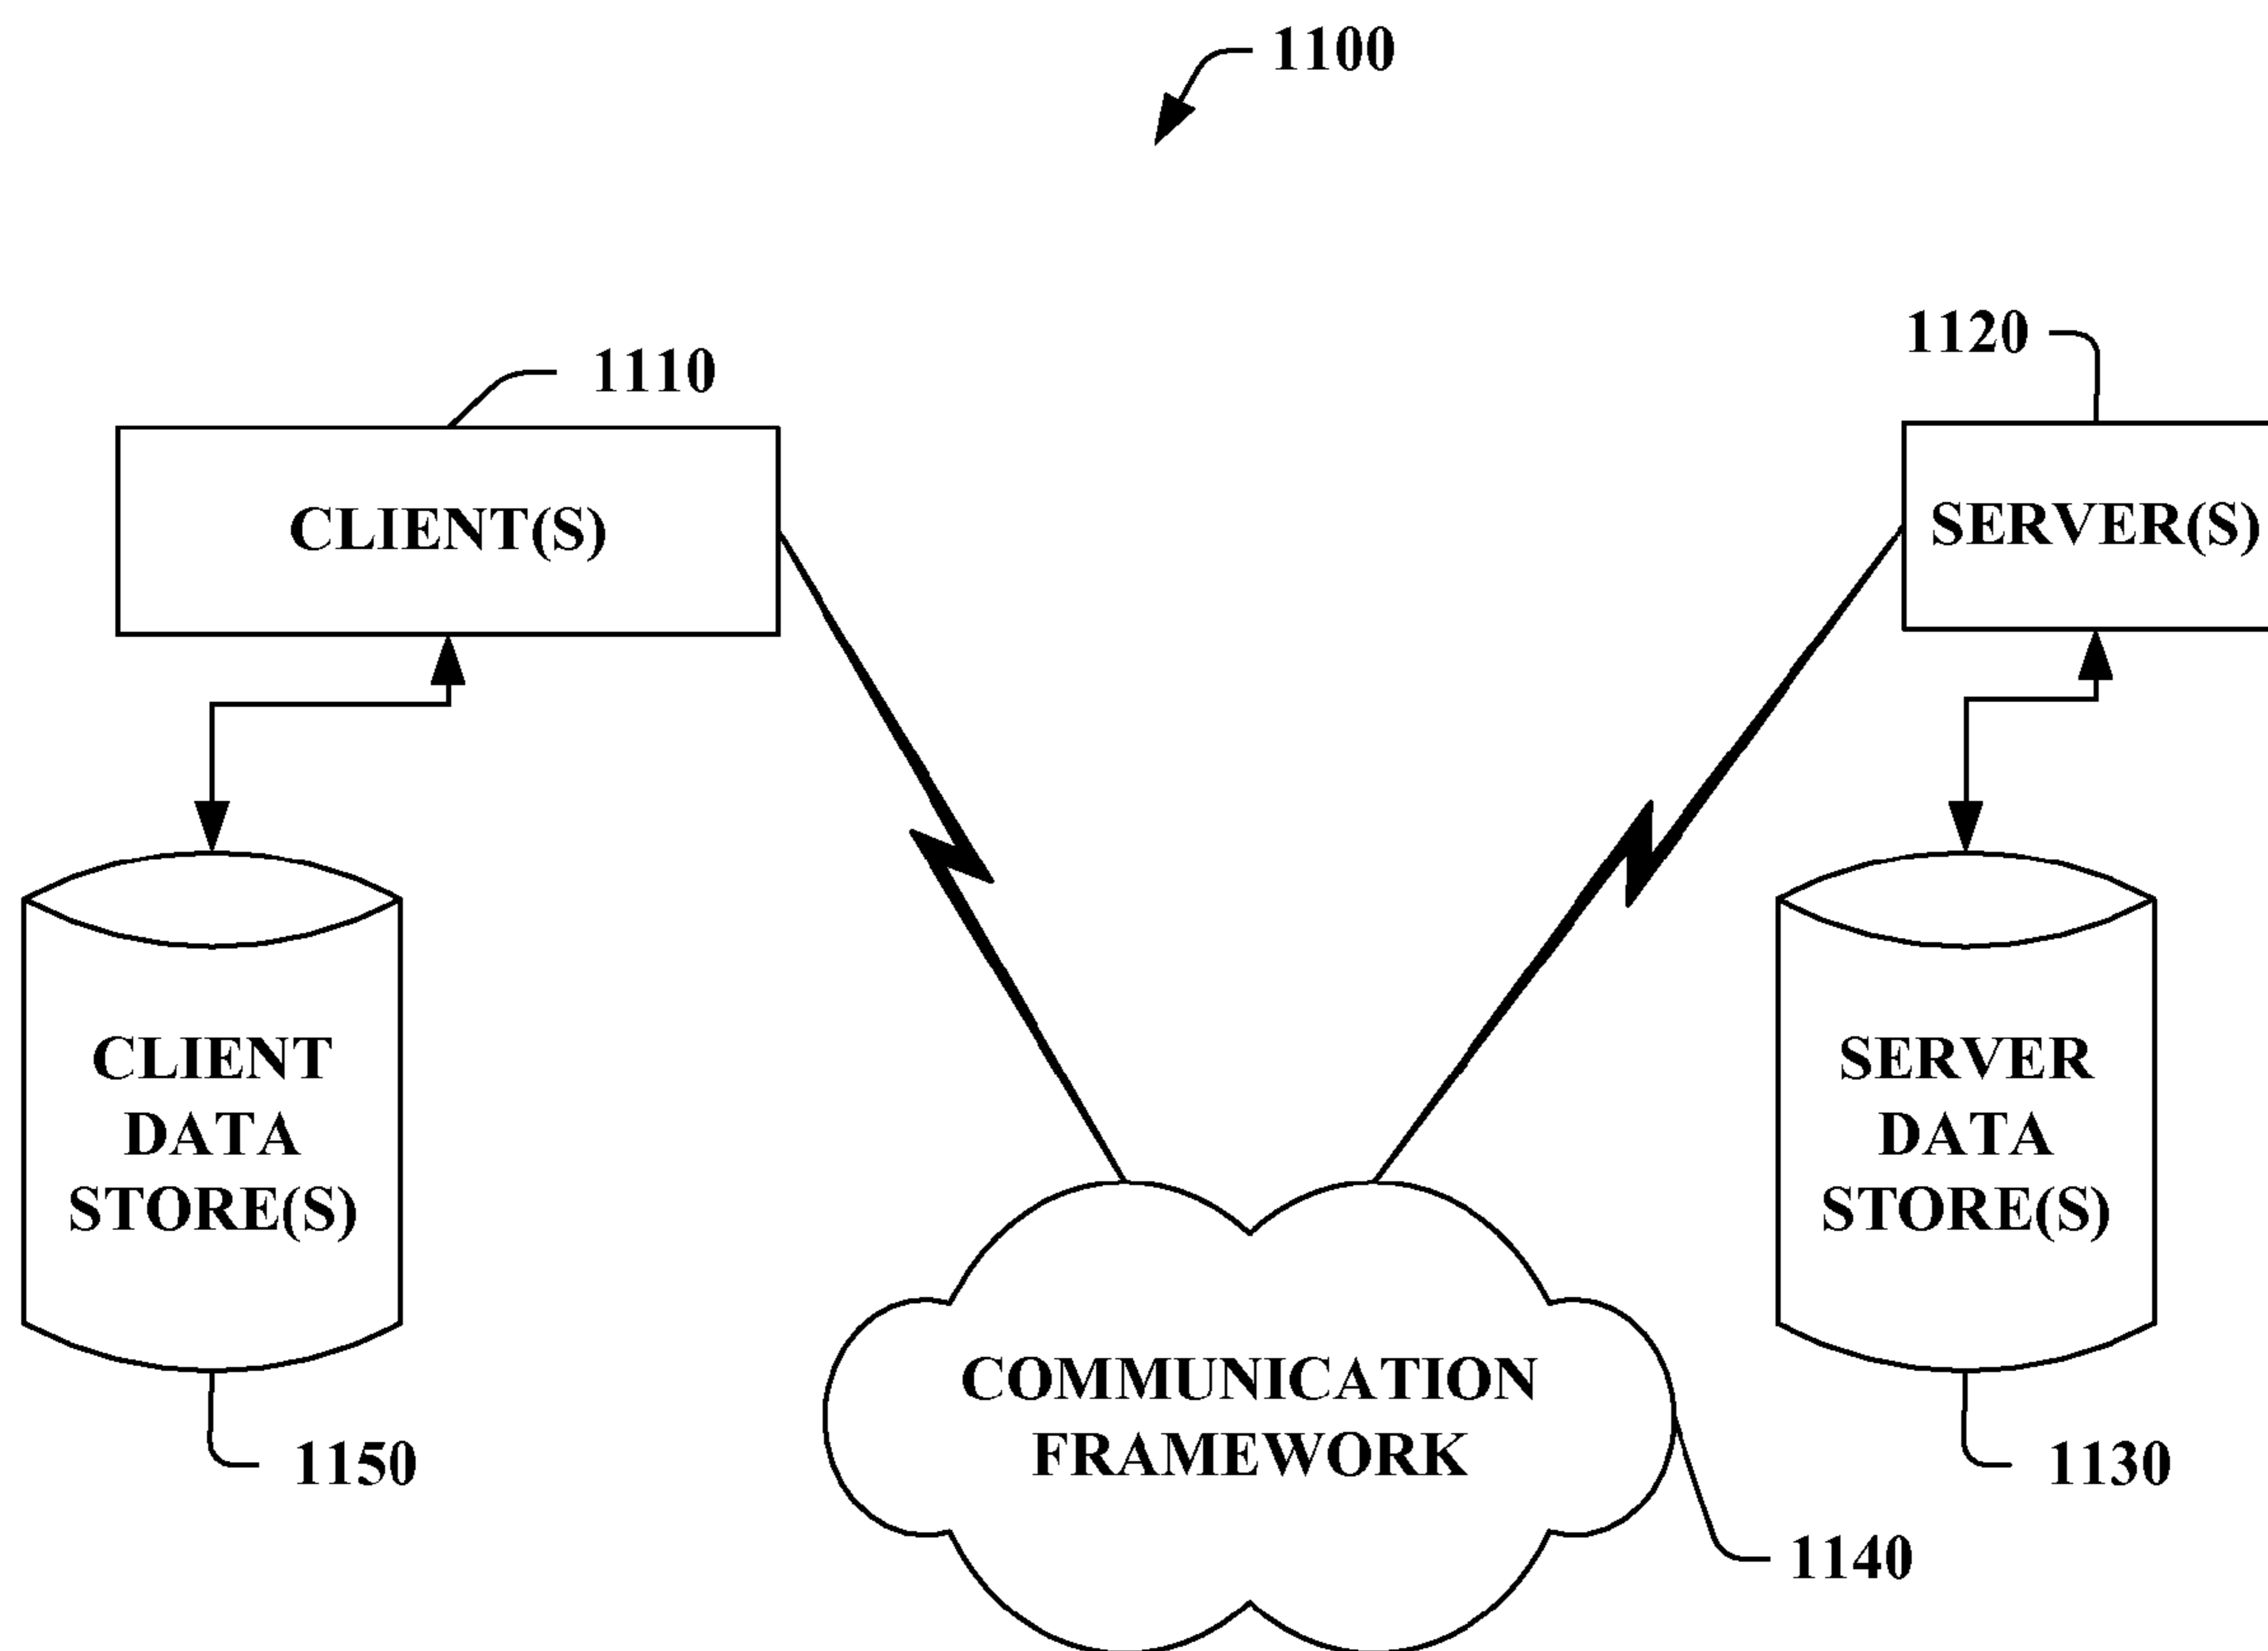 1100
1110
1120
CLIENT(S)
SERVER(S)
CLIENT
DATA
STORE(S)
SERVER
DATA
STORE(S)
COMMUNICATION
FRAMEWORK
1150
1130
1140